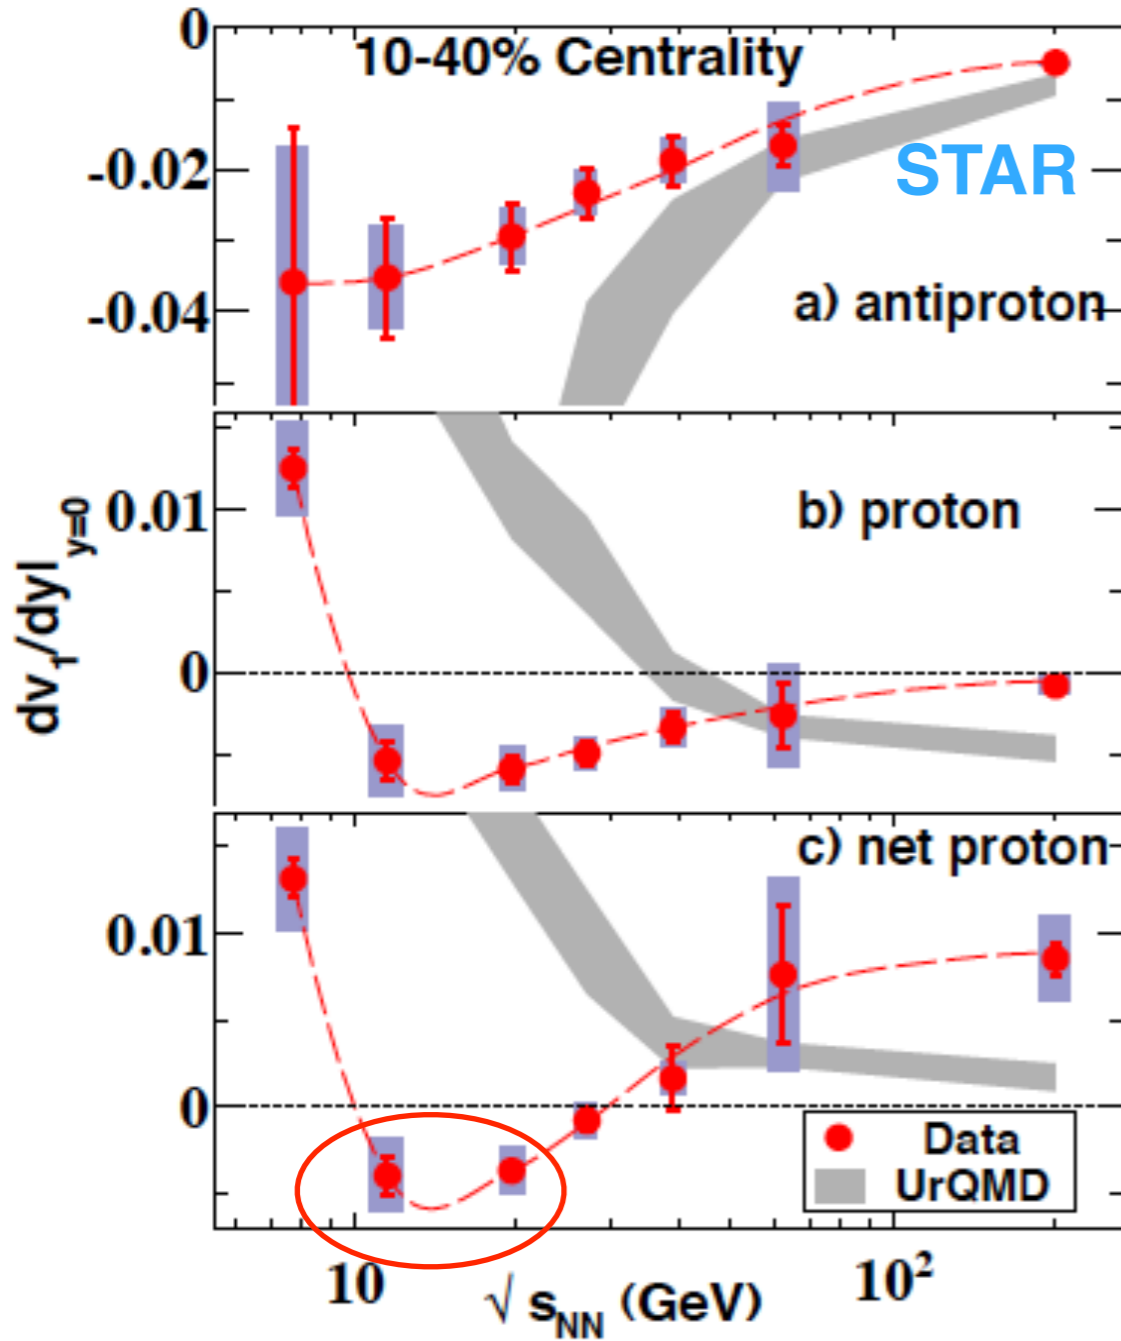 0
10-40% Centrality
-0.02
STAR
-0.04
a) antiproton
0.01
b) proton
0
dv₁/dy|y=0
c) net proton
0.01
0
Data
UrQMD
10
10²
√ sNN (GeV)